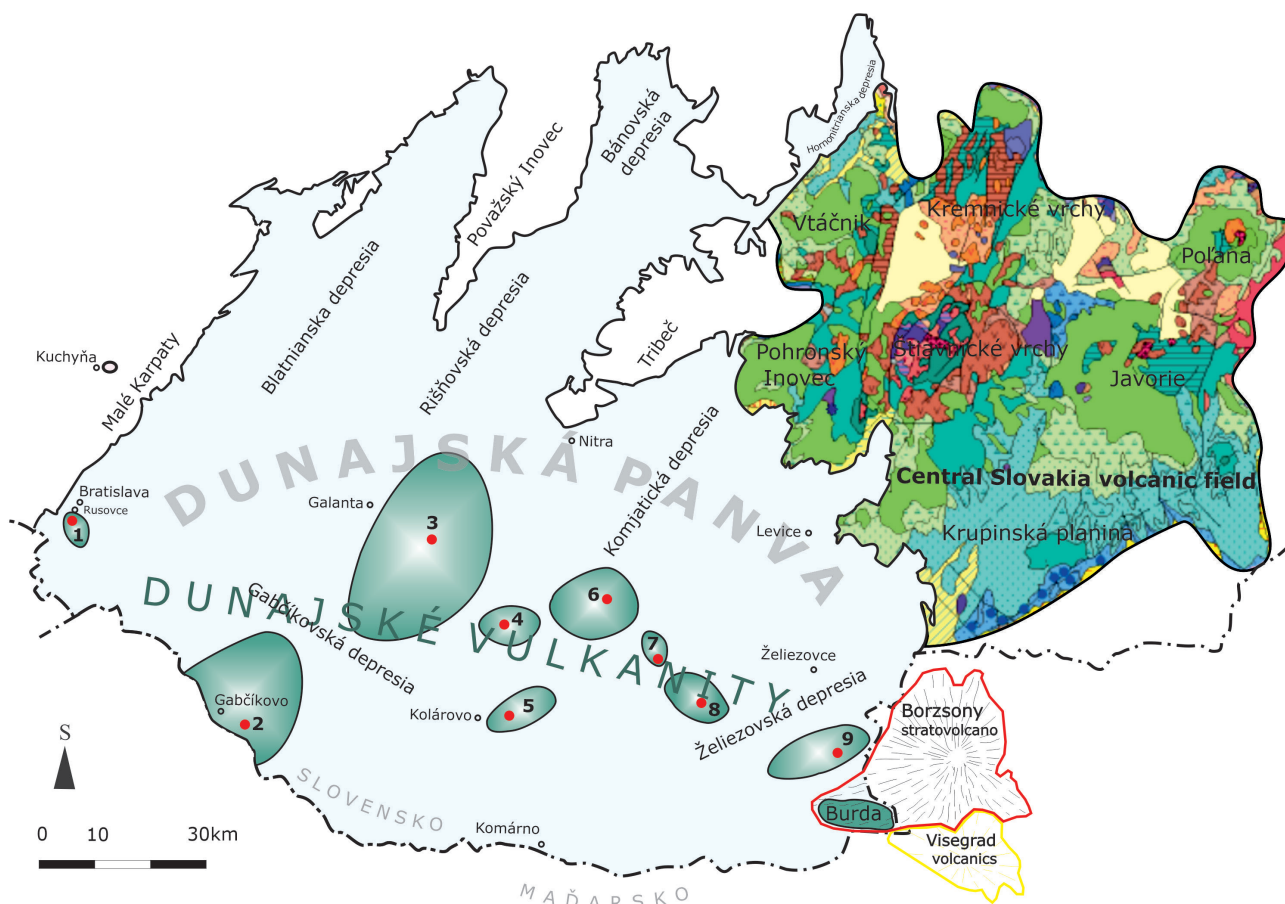 Hornonitrianska depresia
Bánovská
depresia
Považský Inovec
Kremnické vrchy
Vtáčnik
Poľana
Blatnianska depresia
Rišňovská depresia
Tribeč
Kuchyňa
Malé Karpaty
Pohronský
Inovec
Štiavnické vrchy
Javorie
Nitra
Komjatická depresia
DUNAJSKÁ PANVA
Central Slovakia volcanic field
Bratislava
Rusovce
1
Galanta
3
Levice
Krupinská planina
DUNAJSKÉ VULKANITY
Gabčíkovská depresia
6
4
7
Želiezovce
Gabčíkovo
2
Kolárovo
5
8
Želiezovská depresia
9
Borzsony
stratovolcano
S
SLOVENSKO
Burda
0 10 30km
Komárno
Visegrad
volcanics
MAĎARSKO